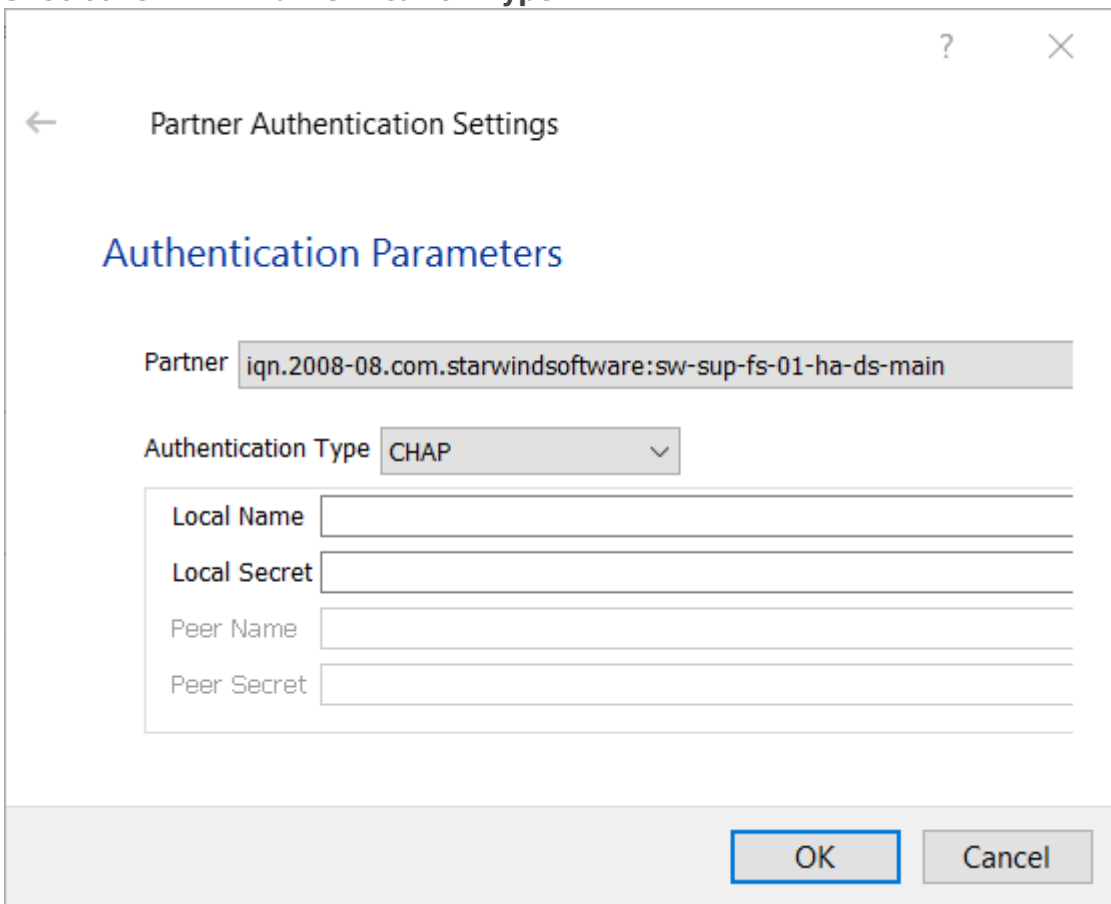 ?
Partner Authentication Settings
Authentication Parameters
Partner iqn.2008-08.com.starwindsoftware:sw-sup-fs-01-ha-ds-main
Authentication Type CHAP
Local Name
Local Secret
Peer Name
Peer Secret
OK Cancel